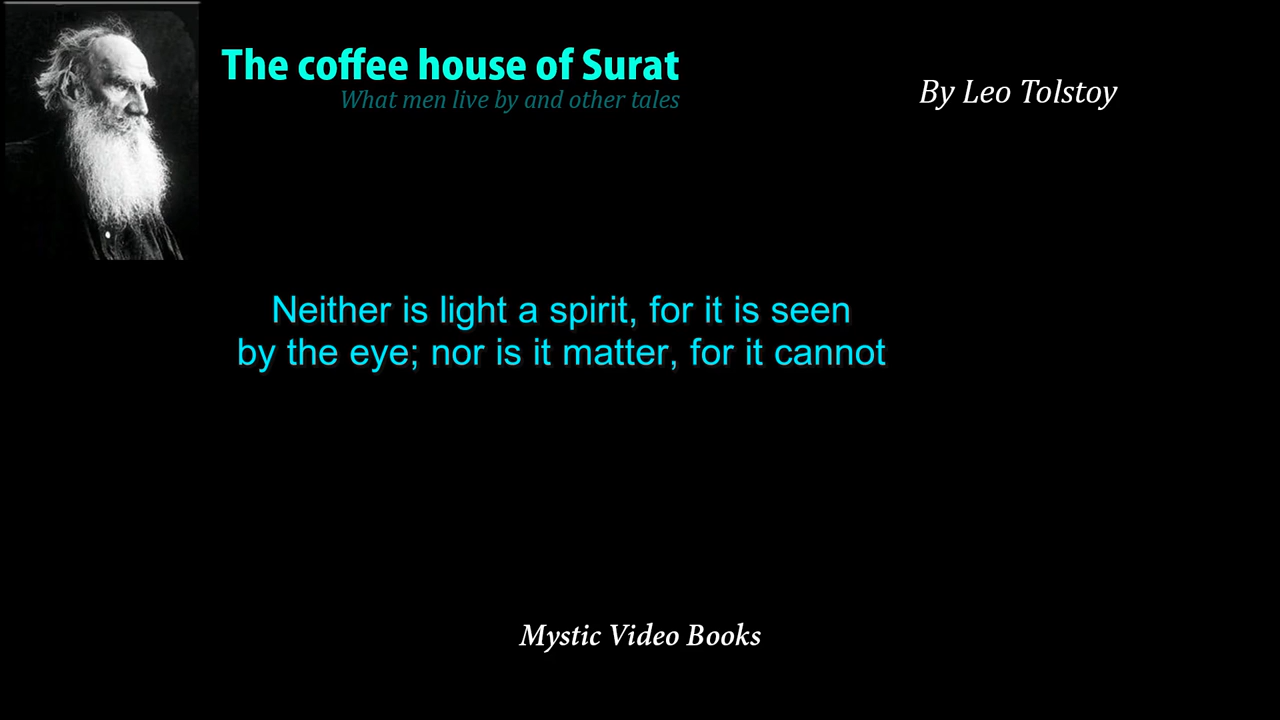 The coffee house of Surat
What men live by and other tales
By Leo Tolstoy
Neither is light a spirit, for it is seen
by the eye; nor is it matter, for it cannot
Mystic Video Books